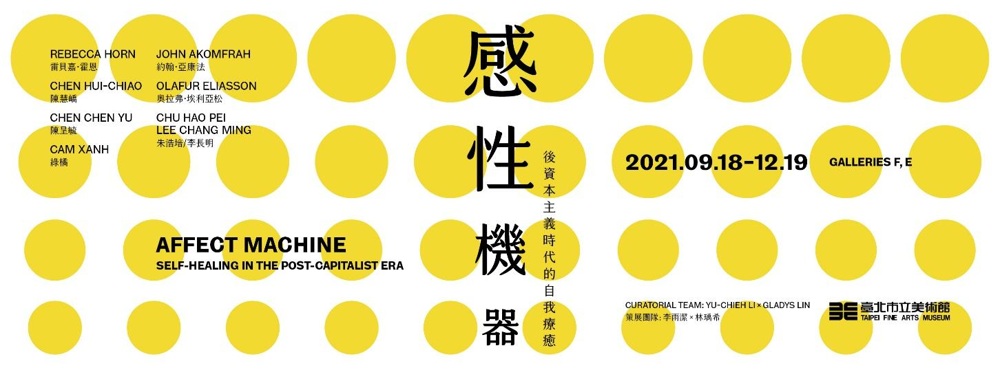 REBECCA HORN
雷貝嘉·霍恩
CHEN HUI-CHIAO
陳慧嶠
CHEN CHEN YU
陳呈毓
CAM XANH
綠橘
JOHN AKOMFRAH
約翰·亞康法
OLAFUR ELIASSON
奧拉弗·埃利亞松
CHU HAO PEI
LEE CHANG MING
朱浩培/李長明
AFFECT MACHINE
SELF-HEALING IN THE POST-CAPITALIST ERA
感性機器
後資本主義時代的自我療癒
2021.09.18-12.19
GALLERIES F, E
CURATORIAL TEAM: YU-CHIEH LI × GLADYS LIN
策展團隊: 李雨潔 × 林瑀希
臺北市立美術館
TAIPEI FINE ARTS MUSEUM